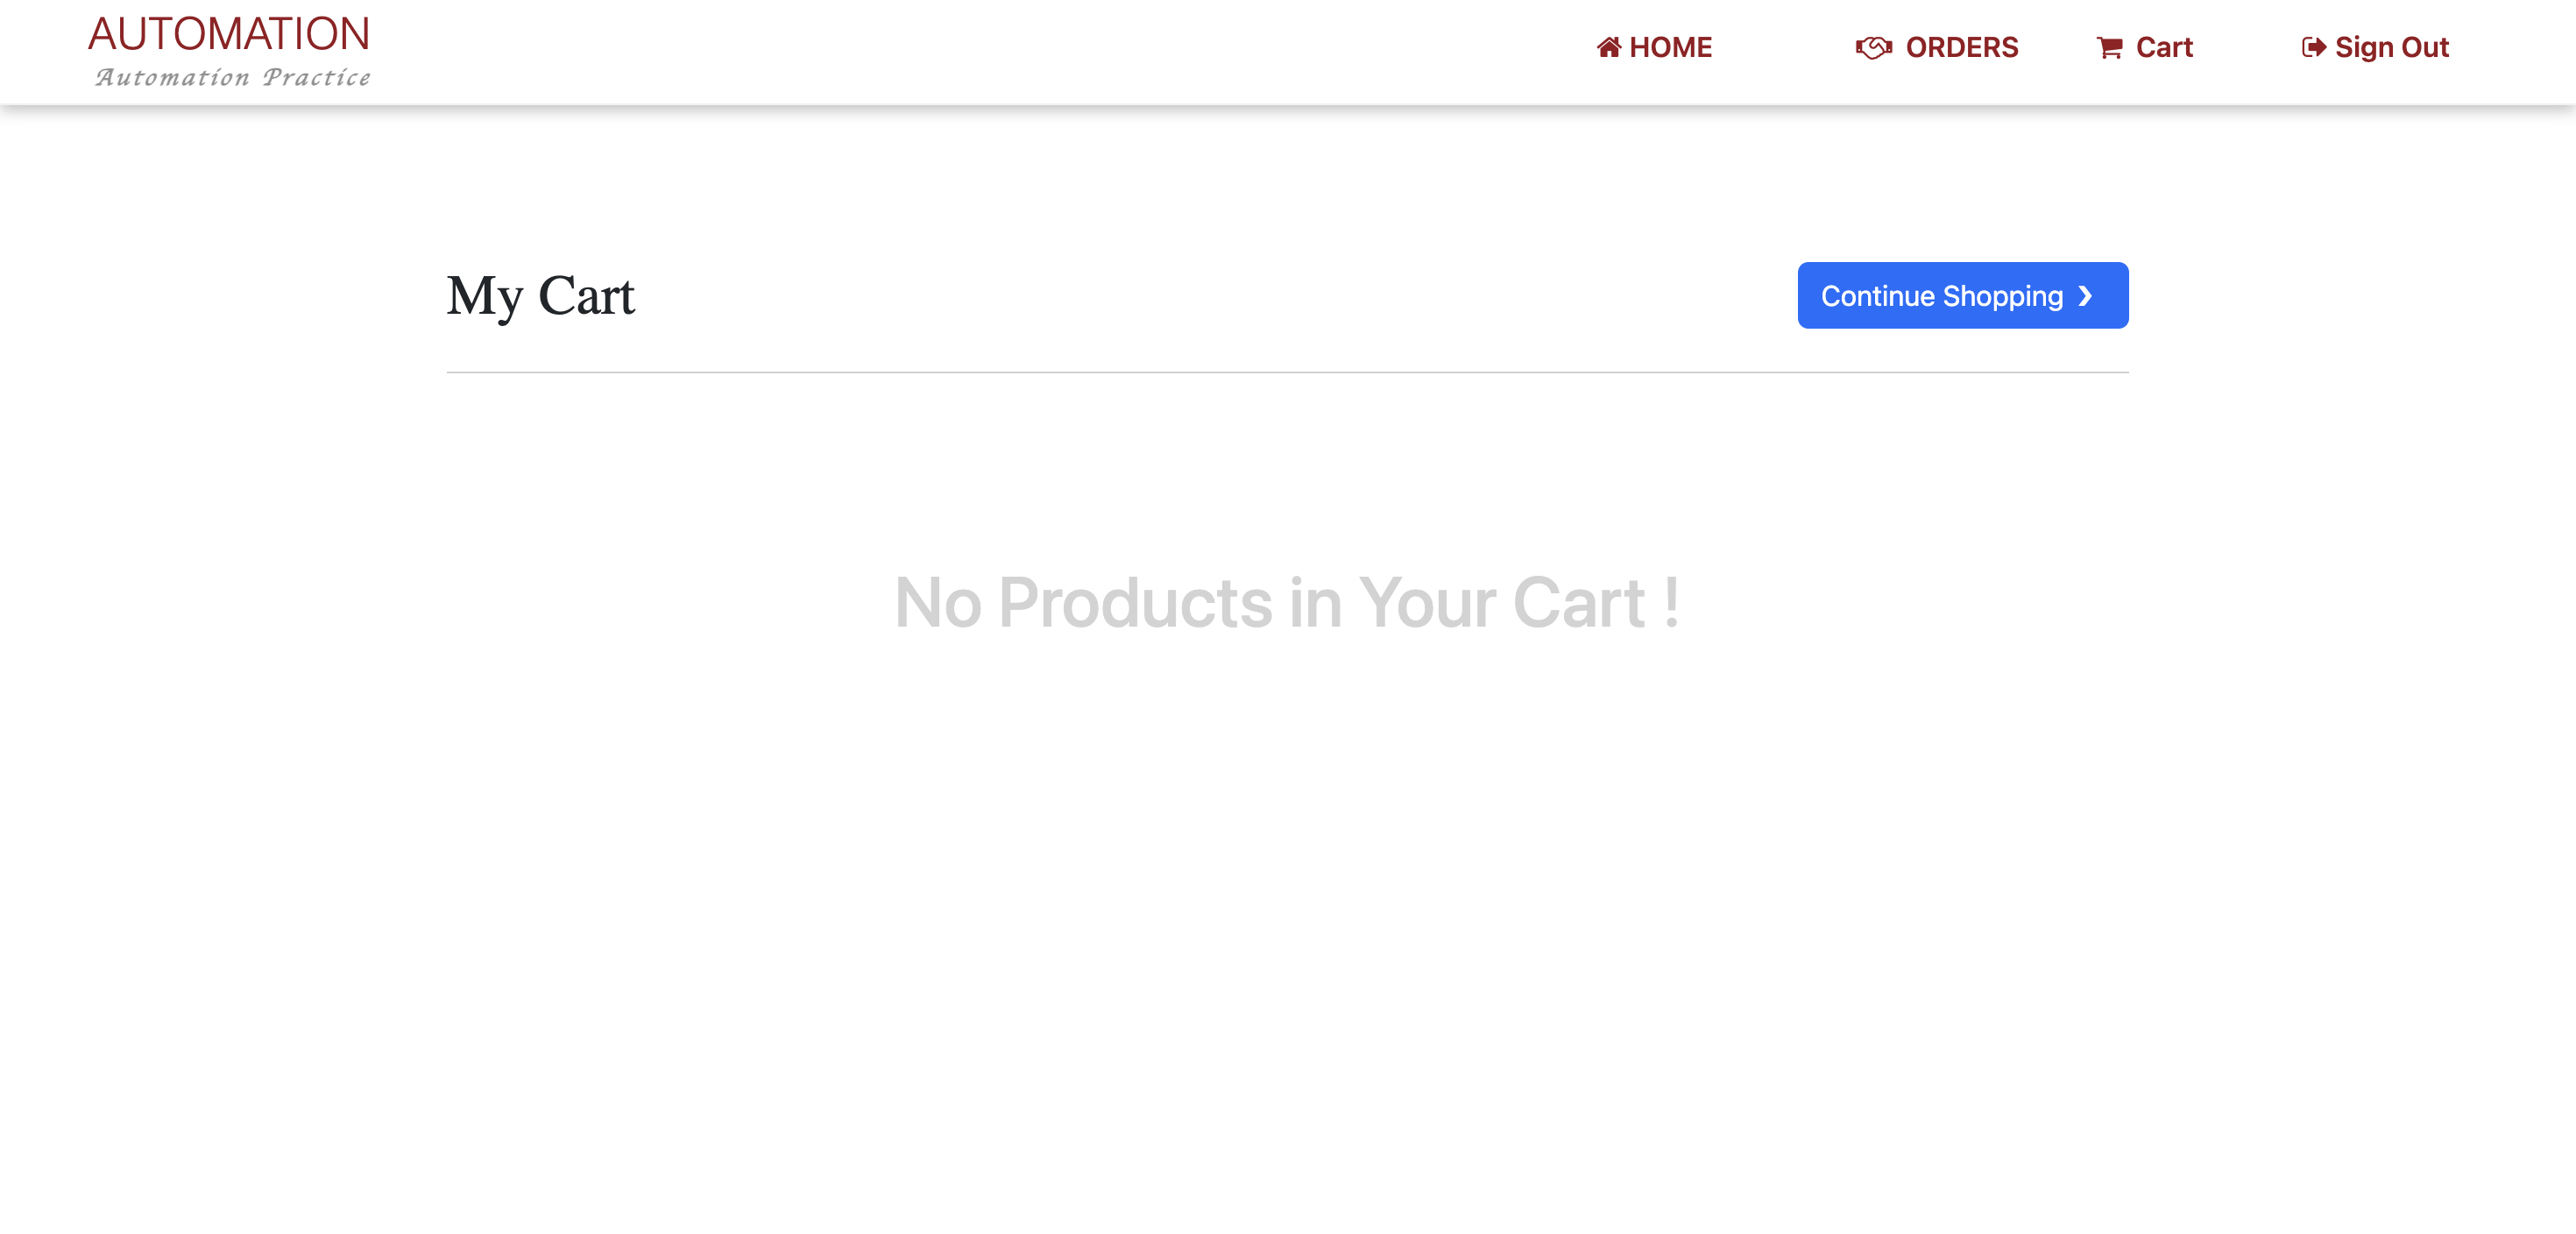 AUTOMATION
Automation Practice
HOME
ORDERS
Cart
Sign Out
My Cart
Continue Shopping ❯
No Products in Your Cart !